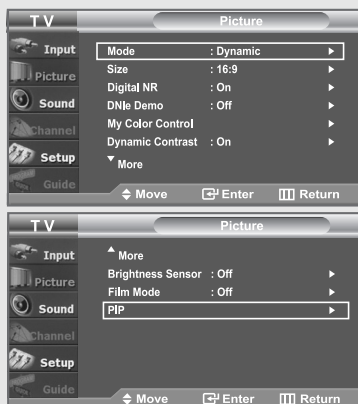 TV Picture
Input
Picture
Sound
Channel
Setup
Guide
Mode : Dynamic ►
Size : 16:9 ►
Digital NR : On ►
DNIe Demo : Off ►
My Color Control ►
Dynamic Contrast : On ►
▼ More
Move Enter Return
TV Picture
Input
Picture
Sound
Channel
Setup
Guide
▲ More
Brightness Sensor : Off ►
Film Mode : Off ►
PIP ►
Move Enter Return